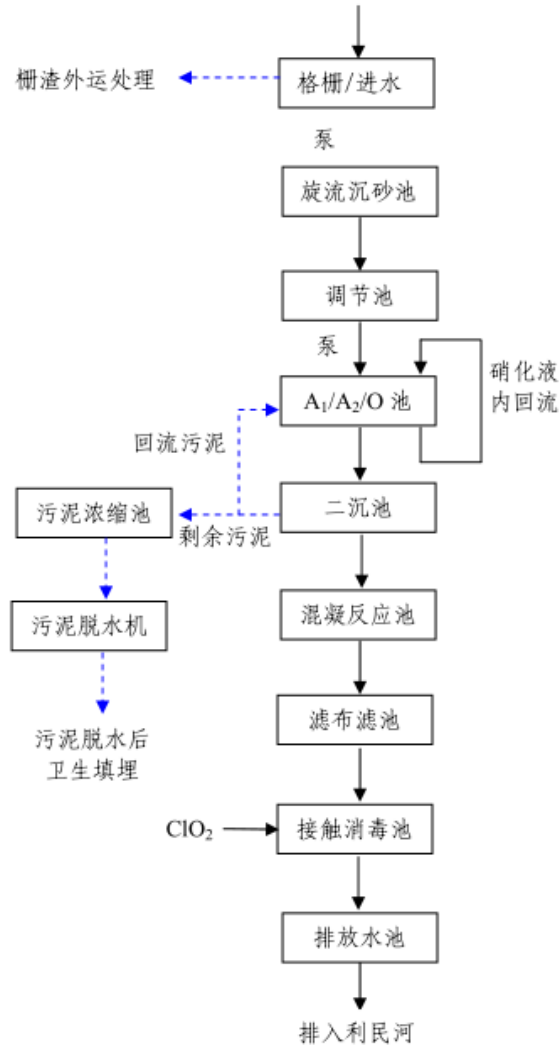 栅渣外运处理
格栅/进水
泵
旋流沉砂池
调节池
泵
硝化液
内回流
A₁/A₂/O 池
回流污泥
二沉池
污泥浓缩池
剩余污泥
混凝反应池
污泥脱水机
滤布滤池
污泥脱水后
卫生填埋
ClO₂
接触消毒池
排放水池
排入利民河